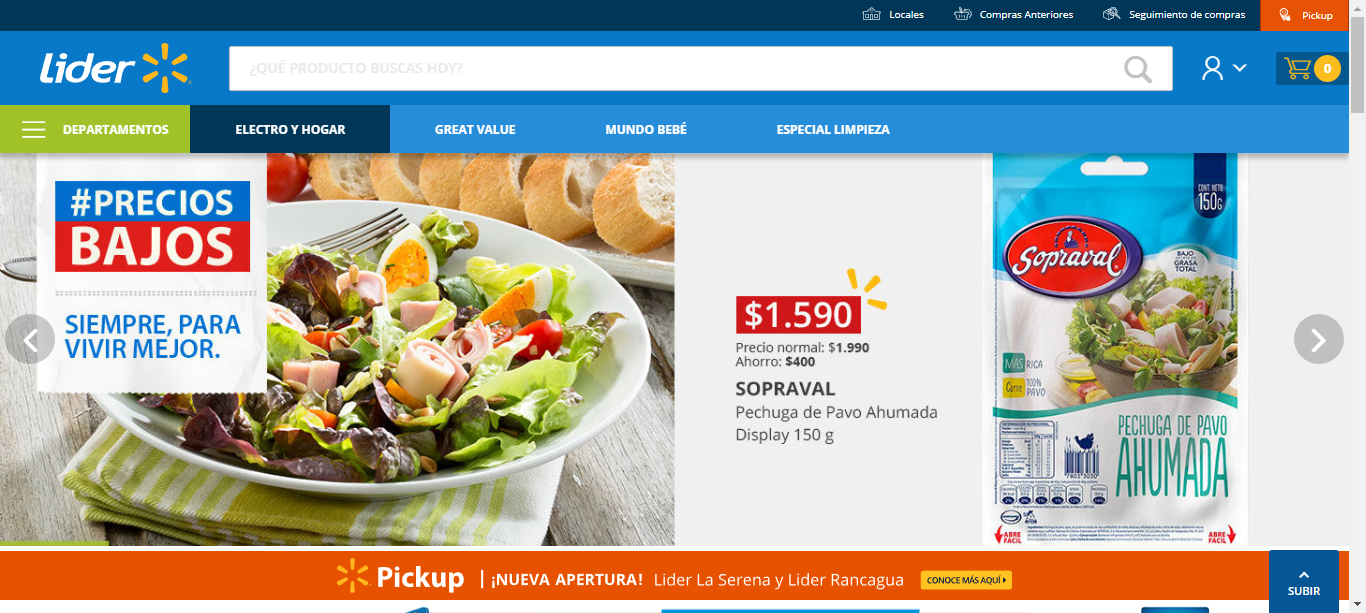 Locales
Compras Anteriores
Seguimiento de compras
Pickup
Lider
¿QUÉ PRODUCTO BUSCAS HOY?
0
DEPARTAMENTOS
ELECTRO Y HOGAR
GREAT VALUE
MUNDO BEBÉ
ESPECIAL LIMPIEZA
#PRECIOS
BAJOS
SIEMPRE, PARA
VIVIR MEJOR.
$1.590
Precio normal: $1.990
Ahorro: $400
SOPRAVAL
Pechuga de Pavo Ahumada
Display 150 g
CONT. NETO
150G
Sopraval
BAJO
GRASA
TOTAL
MÁS RICA
Carne 100%
PAVO
PECHUGA DE PAVO
AHUMADA
ABRE
FÁCIL
ABRE
FÁCIL
Pickup | ¡NUEVA APERTURA! Lider La Serena y Lider Rancagua
CONOCE MÁS AQUÍ
SUBIR